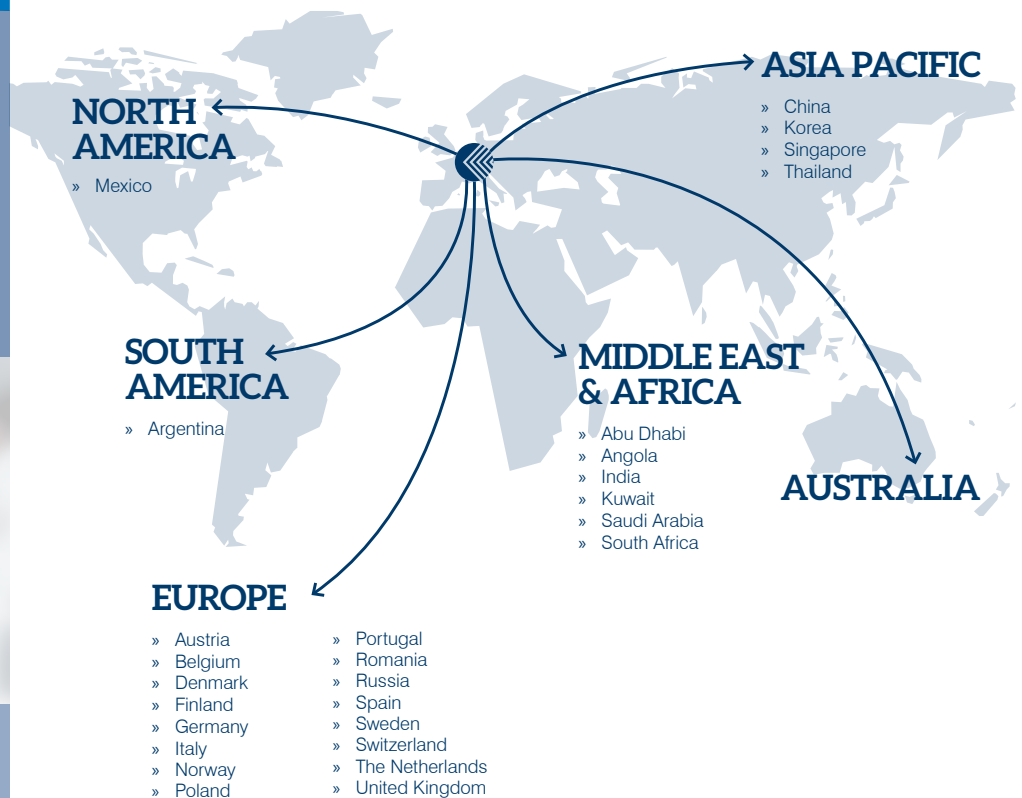 NORTH
AMERICA
» Mexico
ASIA PACIFIC
» China
» Korea
» Singapore
» Thailand
SOUTH
AMERICA
» Argentina
MIDDLE EAST
& AFRICA
» Abu Dhabi
» Angola
» India
» Kuwait
» Saudi Arabia
» South Africa
AUSTRALIA
EUROPE
» Austria
» Belgium
» Denmark
» Finland
» Germany
» Italy
» Norway
» Poland
» Portugal
» Romania
» Russia
» Spain
» Sweden
» Switzerland
» The Netherlands
» United Kingdom